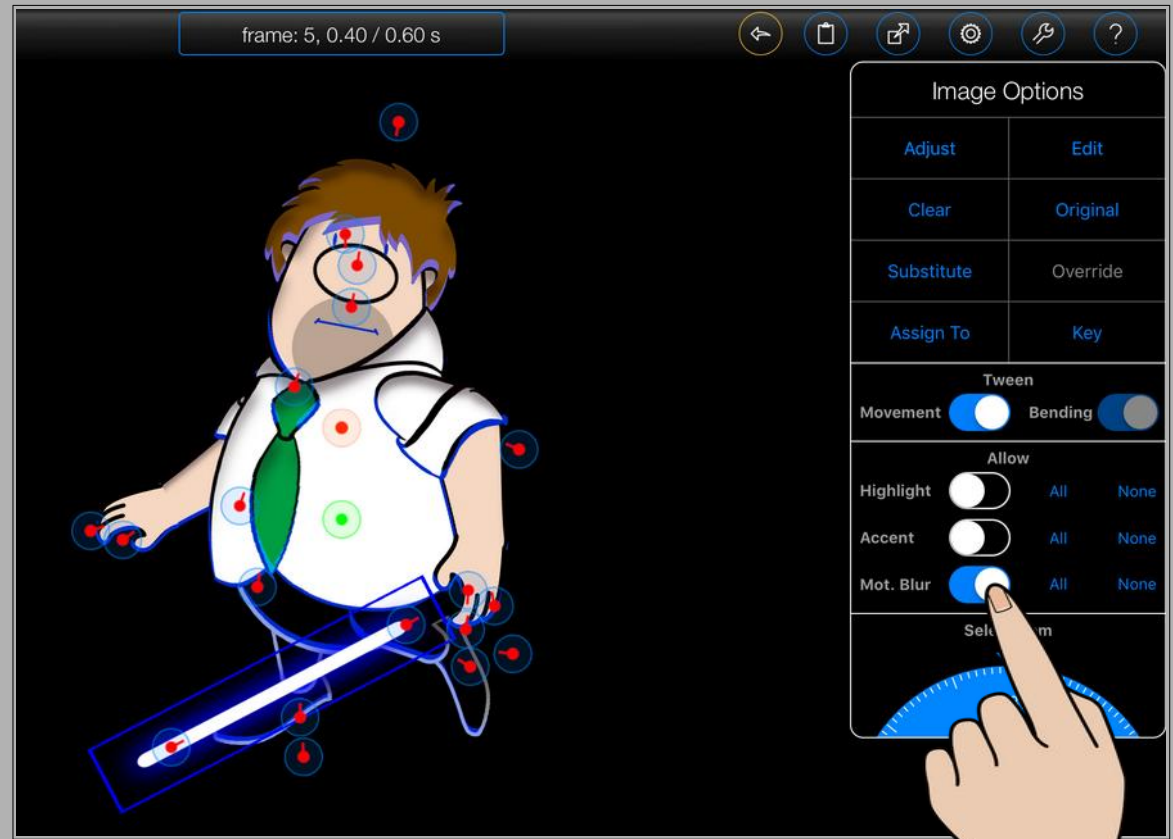 frame: 5, 0.40 / 0.60 s
?
Image Options
Adjust Edit
Clear Original
Substitute Override
Assign To Key
Tween
Movement Bending
Allow
Highlight All None
Accent All None
Mot. Blur All None